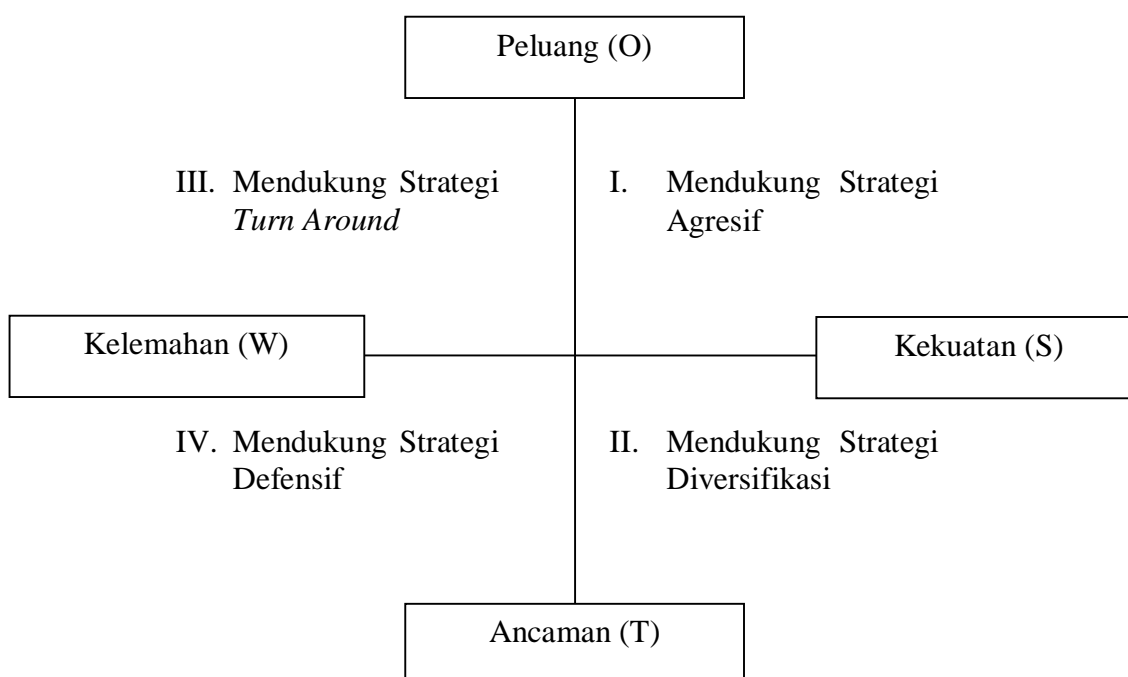 Peluang (O)
III. Mendukung Strategi
Turn Around
I. Mendukung Strategi
Agresif
Kelemahan (W)
Kekuatan (S)
IV. Mendukung Strategi
Defensif
II. Mendukung Strategi
Diversifikasi
Ancaman (T)